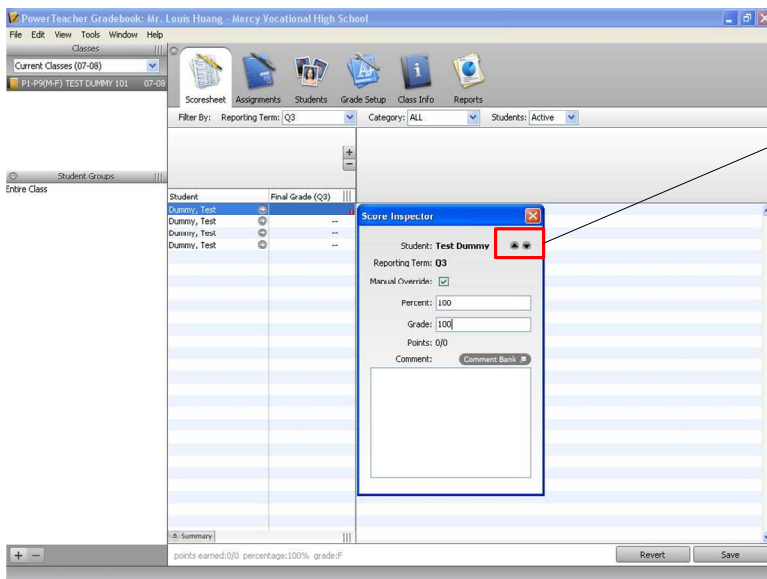 PowerTeacher Gradebook: Mr. Louis Huang - Mercy Vocational High School
File Edit View Tools Window Help
Classes
Current Classes (07-08)
P1-P9(M-F) TEST DUMMY 101 07-08
Scoresheet Assignments Students Grade Setup Class Info Reports
Filter By: Reporting Term: Q3 Category: ALL Students: Active
Student Groups
Entire Class
Student Final Grade (Q3)
Dummy, Test
Dummy, Test --
Dummy, Test --
Dummy, Test --
Score Inspector
Student: Test Dummy
Reporting Term: Q3
Manual Override:
Percent: 100
Grade: 100
Points: 0/0
Comment: Comment Bank
Summary
points earned:0/0 percentage:100% grade:F
Revert Save